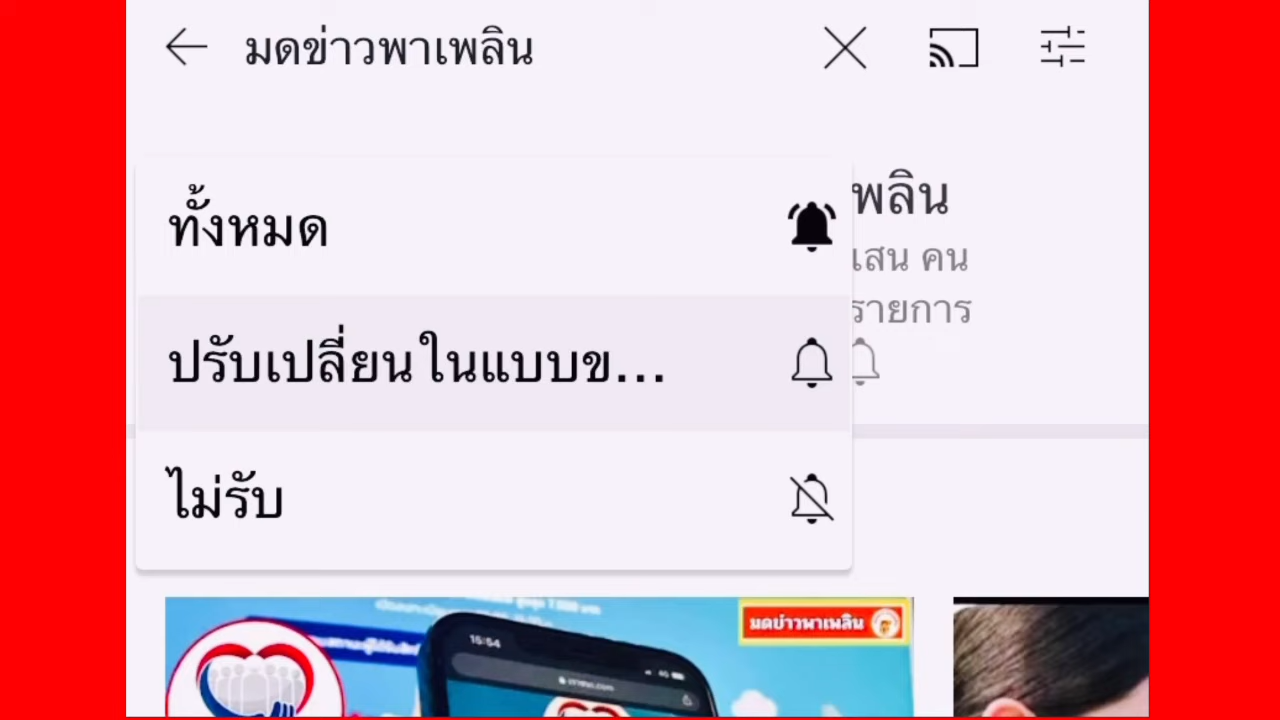 มดข่าวพาเพลิน
ทั้งหมด
พลิน
เสน คน
รายการ
ปรับเปลี่ยนในแบบข...
ไม่รับ
มดข่าวพาเพลิน
15:54
4G